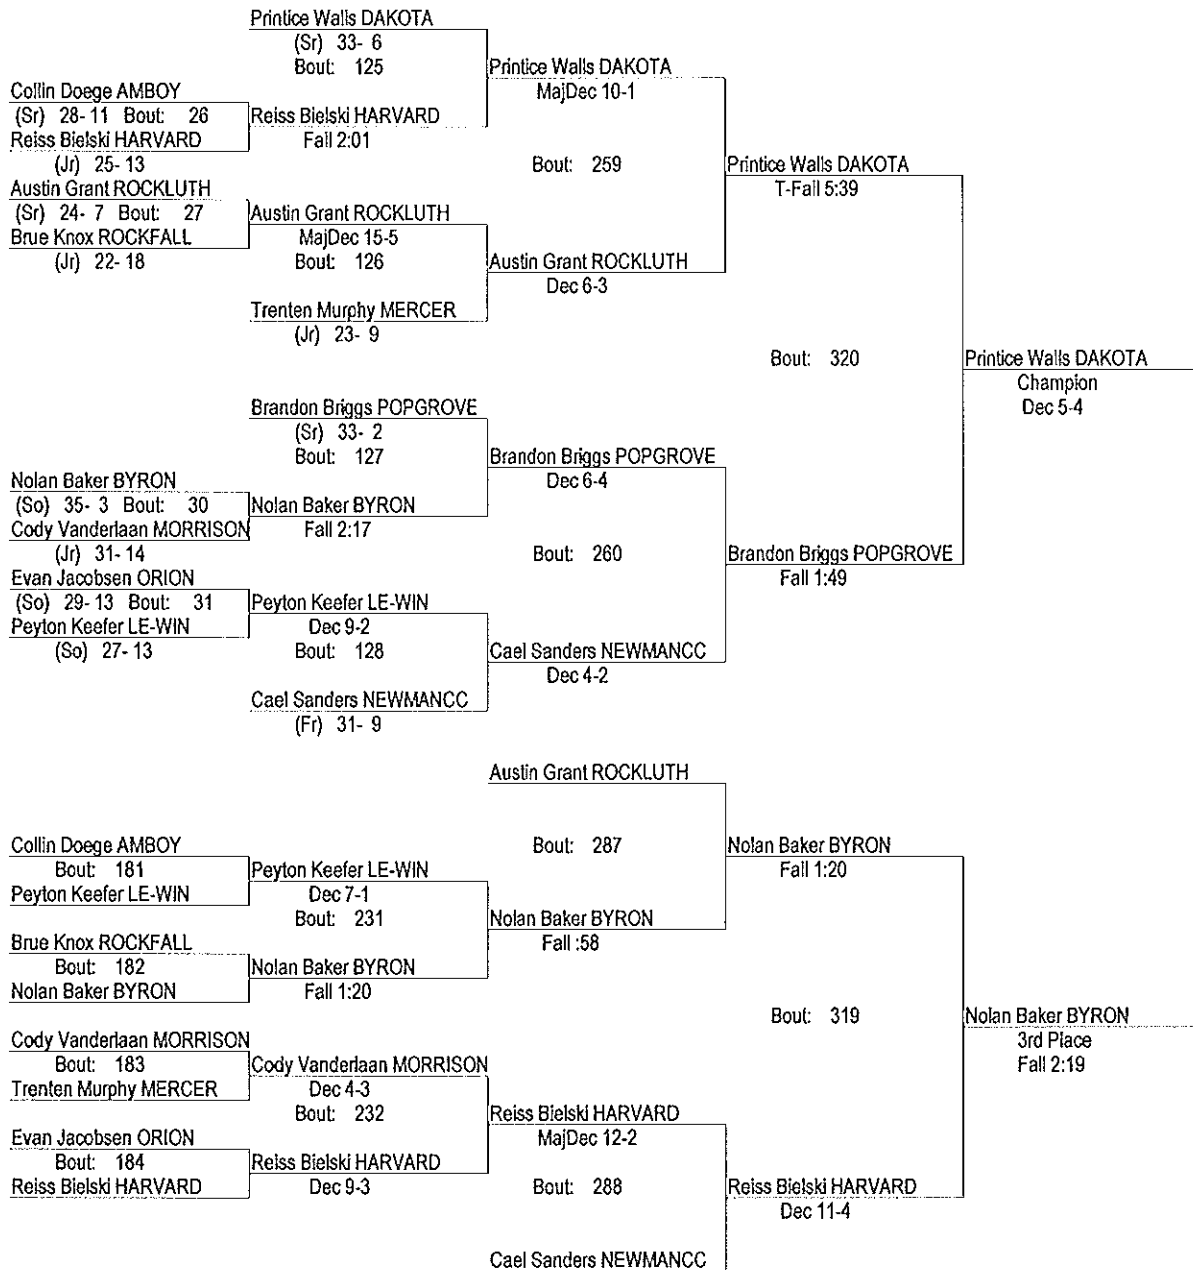 Printice Walls DAKOTA
(Sr) 33- 6
Bout: 125
Printice Walls DAKOTA
MajDec 10-1
Collin Doege AMBOY
(Sr) 28- 11 Bout: 26
Reiss Bielski HARVARD
Reiss Bielski HARVARD
Fall 2:01
(Jr) 25- 13
Bout: 259
Printice Walls DAKOTA
T-Fall 5:39
Austin Grant ROCKLUTH
(Sr) 24- 7 Bout: 27
Austin Grant ROCKLUTH
Brue Knox ROCKFALL
MajDec 15-5
(Jr) 22- 18
Bout: 126
Austin Grant ROCKLUTH
Dec 6-3
Trenten Murphy MERCER
(Jr) 23- 9
Bout: 320
Printice Walls DAKOTA
Champion
Dec 5-4
Brandon Briggs POPGROVE
(Sr) 33- 2
Bout: 127
Brandon Briggs POPGROVE
Dec 6-4
Nolan Baker BYRON
(So) 35- 3 Bout: 30
Nolan Baker BYRON
Cody Vanderlaan MORRISON
Fall 2:17
(Jr) 31- 14
Bout: 260
Brandon Briggs POPGROVE
Fall 1:49
Evan Jacobsen ORION
(So) 29- 13 Bout: 31
Peyton Keefer LE-WIN
Peyton Keefer LE-WIN
Dec 9-2
(So) 27- 13
Bout: 128
Cael Sanders NEWMANCC
Dec 4-2
Cael Sanders NEWMANCC
(Fr) 31- 9
Austin Grant ROCKLUTH
Collin Doege AMBOY
Bout: 287
Nolan Baker BYRON
Fall 1:20
Bout: 181
Peyton Keefer LE-WIN
Peyton Keefer LE-WIN
Dec 7-1
Bout: 231
Nolan Baker BYRON
Fall :58
Brue Knox ROCKFALL
Bout: 182
Nolan Baker BYRON
Nolan Baker BYRON
Fall 1:20
Bout: 319
Nolan Baker BYRON
3rd Place
Fall 2:19
Cody Vanderlaan MORRISON
Bout: 183
Cody Vanderlaan MORRISON
Trenten Murphy MERCER
Dec 4-3
Bout: 232
Reiss Bielski HARVARD
MajDec 12-2
Evan Jacobsen ORION
Bout: 184
Reiss Bielski HARVARD
Reiss Bielski HARVARD
Dec 9-3
Bout: 288
Reiss Bielski HARVARD
Dec 11-4
Cael Sanders NEWMANCC